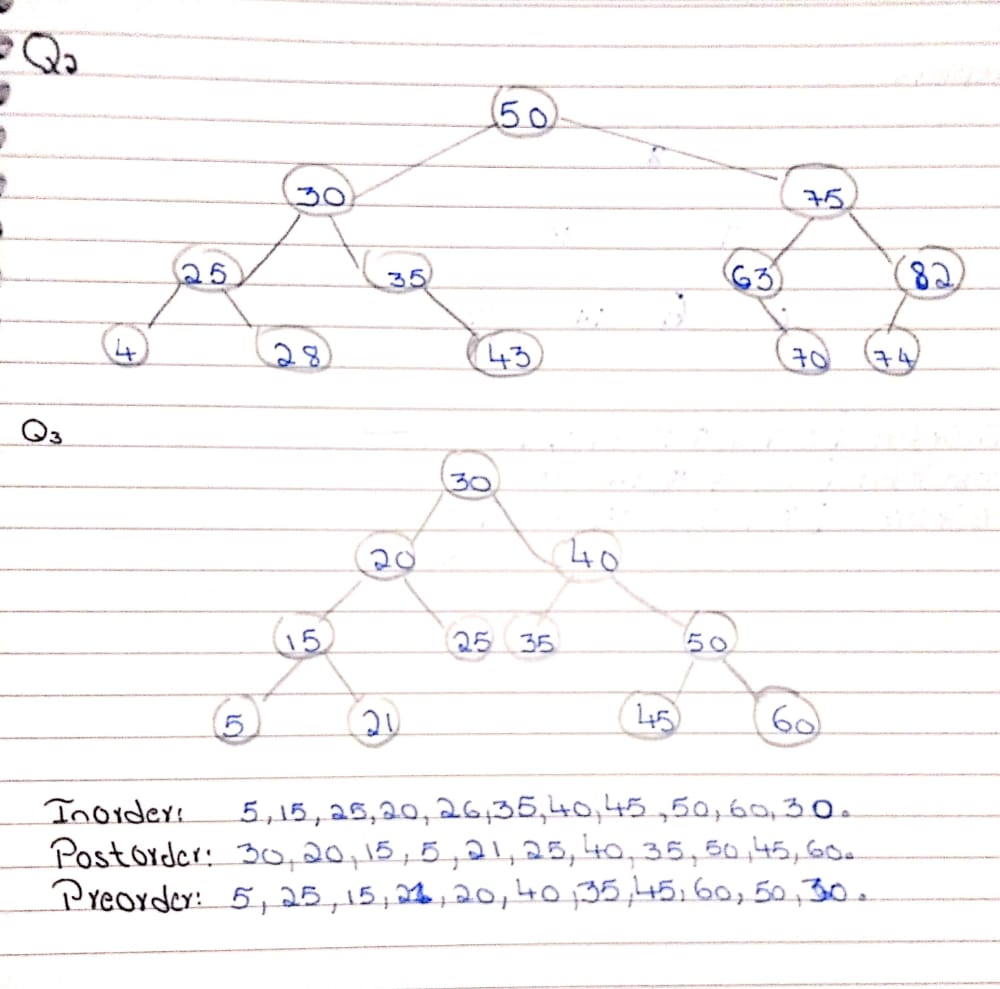 Q2
50
30 75
25 35 63 82
4 28 43 70 74
Q3
30
20 40
15 25 35 50
5 21 45 60
Inorder: 5,15,25,20,26,35,40,45,50,60,30.
Postorder: 30,20,15,5,21,25,40,35,50,45,60.
Preorder: 5,25,15,21,20,40,35,45,60,50,30.